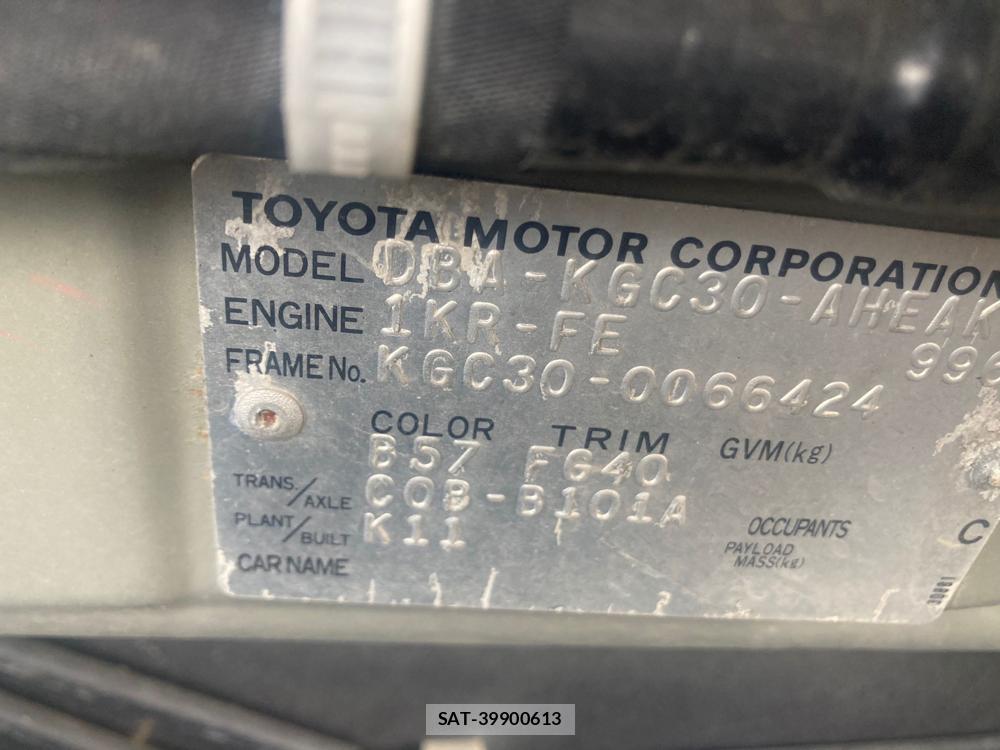 TOYOTA MOTOR CORPORATION
MODEL DBA-KGC30-AHEAK
ENGINE 1KR-FE 996
FRAME No. KGC30-0066424
COLOR TRIM GVM(kg)
B57 FG40
TRANS./AXLE C0B-B101A
PLANT/BUILT K11
OCCUPANTS C
PAYLOAD
MASS(kg)
CAR NAME
SAT-39900613